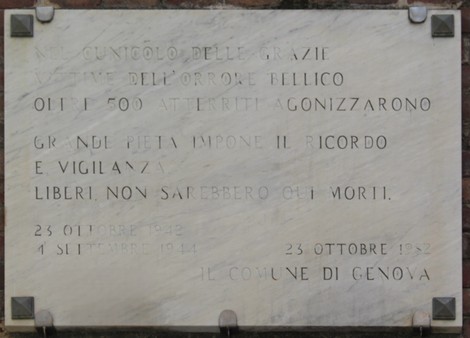 NEL CUNICOLO DELLE GRAZIE
VITTIME DELL'ORRORE BELLICO
OLTRE 500 ATTERRITI AGONIZZARONO
GRANDE PIETÀ IMPONE IL RICORDO
E VIGILANZA
LIBERI NON SAREBBERO QUI MORTI.
23 OTTOBRE 1942
4 SETTEMBRE 1944
23 OTTOBRE 1982
IL COMUNE DI GENOVA